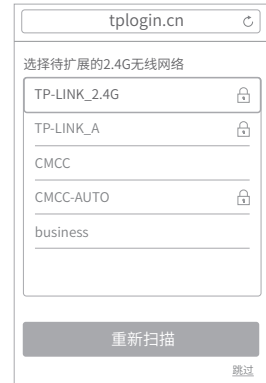 tplogin.cn
选择待扩展的2.4G无线网络
TP-LINK_2.4G
TP-LINK_A
CMCC
CMCC-AUTO
business
重新扫描
跳过